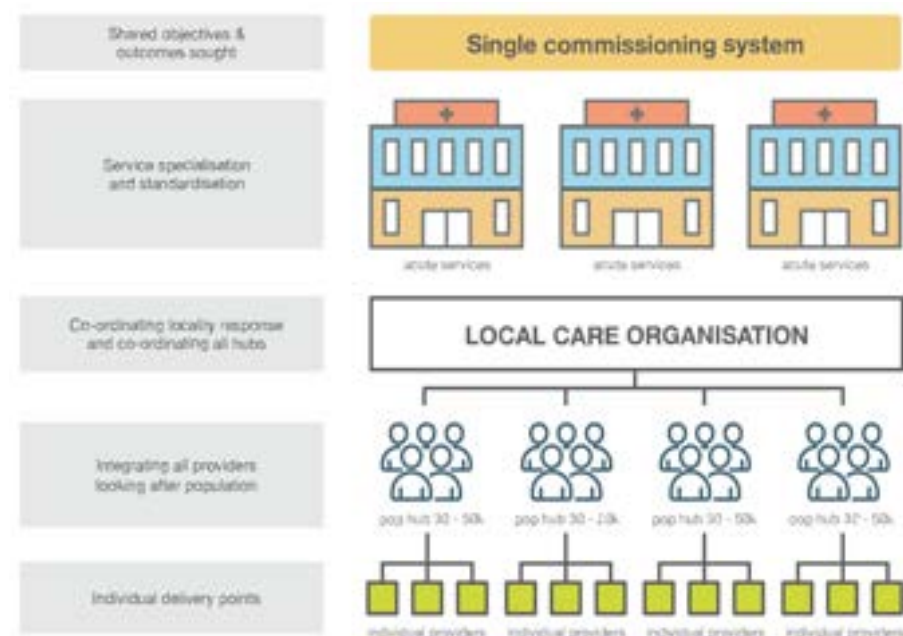 Shared objectives &
outcomes sought
Single commissioning system
Service specialisation
and standardisation
acute services
acute services
acute services
Co-ordinating locality response
and co-ordinating all hubs
LOCAL CARE ORGANISATION
Integrating all providers
looking after population
pop hub 30 - 50k
pop hub 30 -
pop hub 30 - 50k
pop hub - 50k
Individual delivery points
individual providers
individual providers
individual providers
individual providers